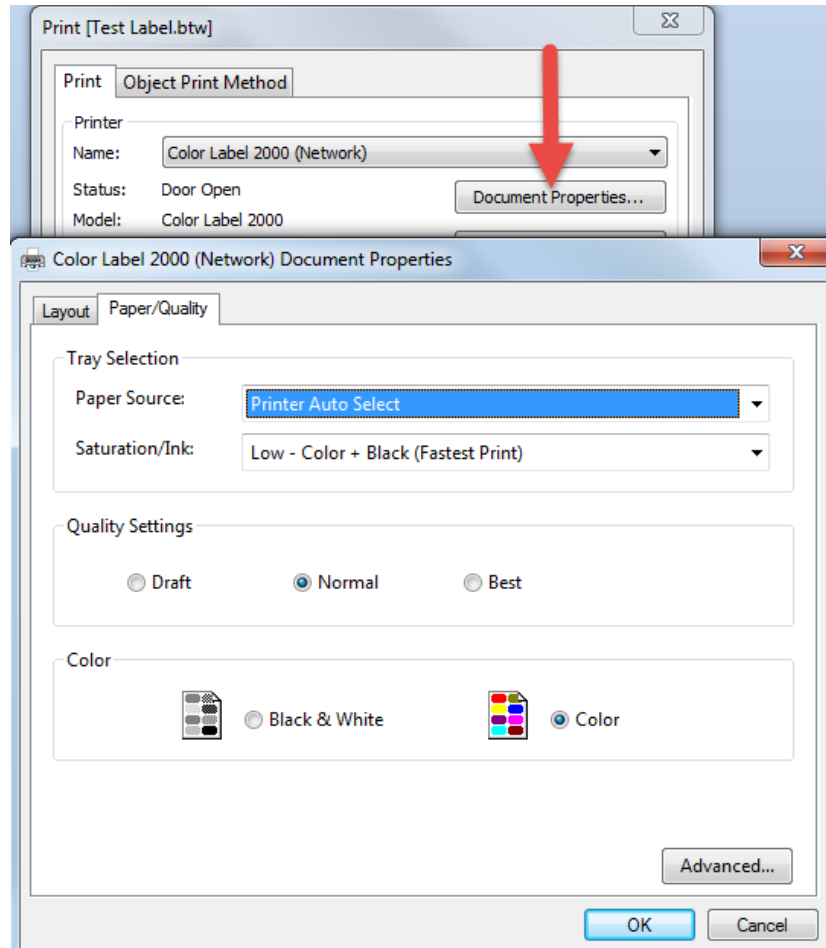 Print [Test Label.btw]
Print Object Print Method
Printer
Name: Color Label 2000 (Network)
Status: Door Open Document Properties...
Model: Color Label 2000
Color Label 2000 (Network) Document Properties
Layout Paper/Quality
Tray Selection
Paper Source: Printer Auto Select
Saturation/Ink: Low - Color + Black (Fastest Print)
Quality Settings
Draft Normal Best
Color
Black & White Color
Advanced...
OK Cancel